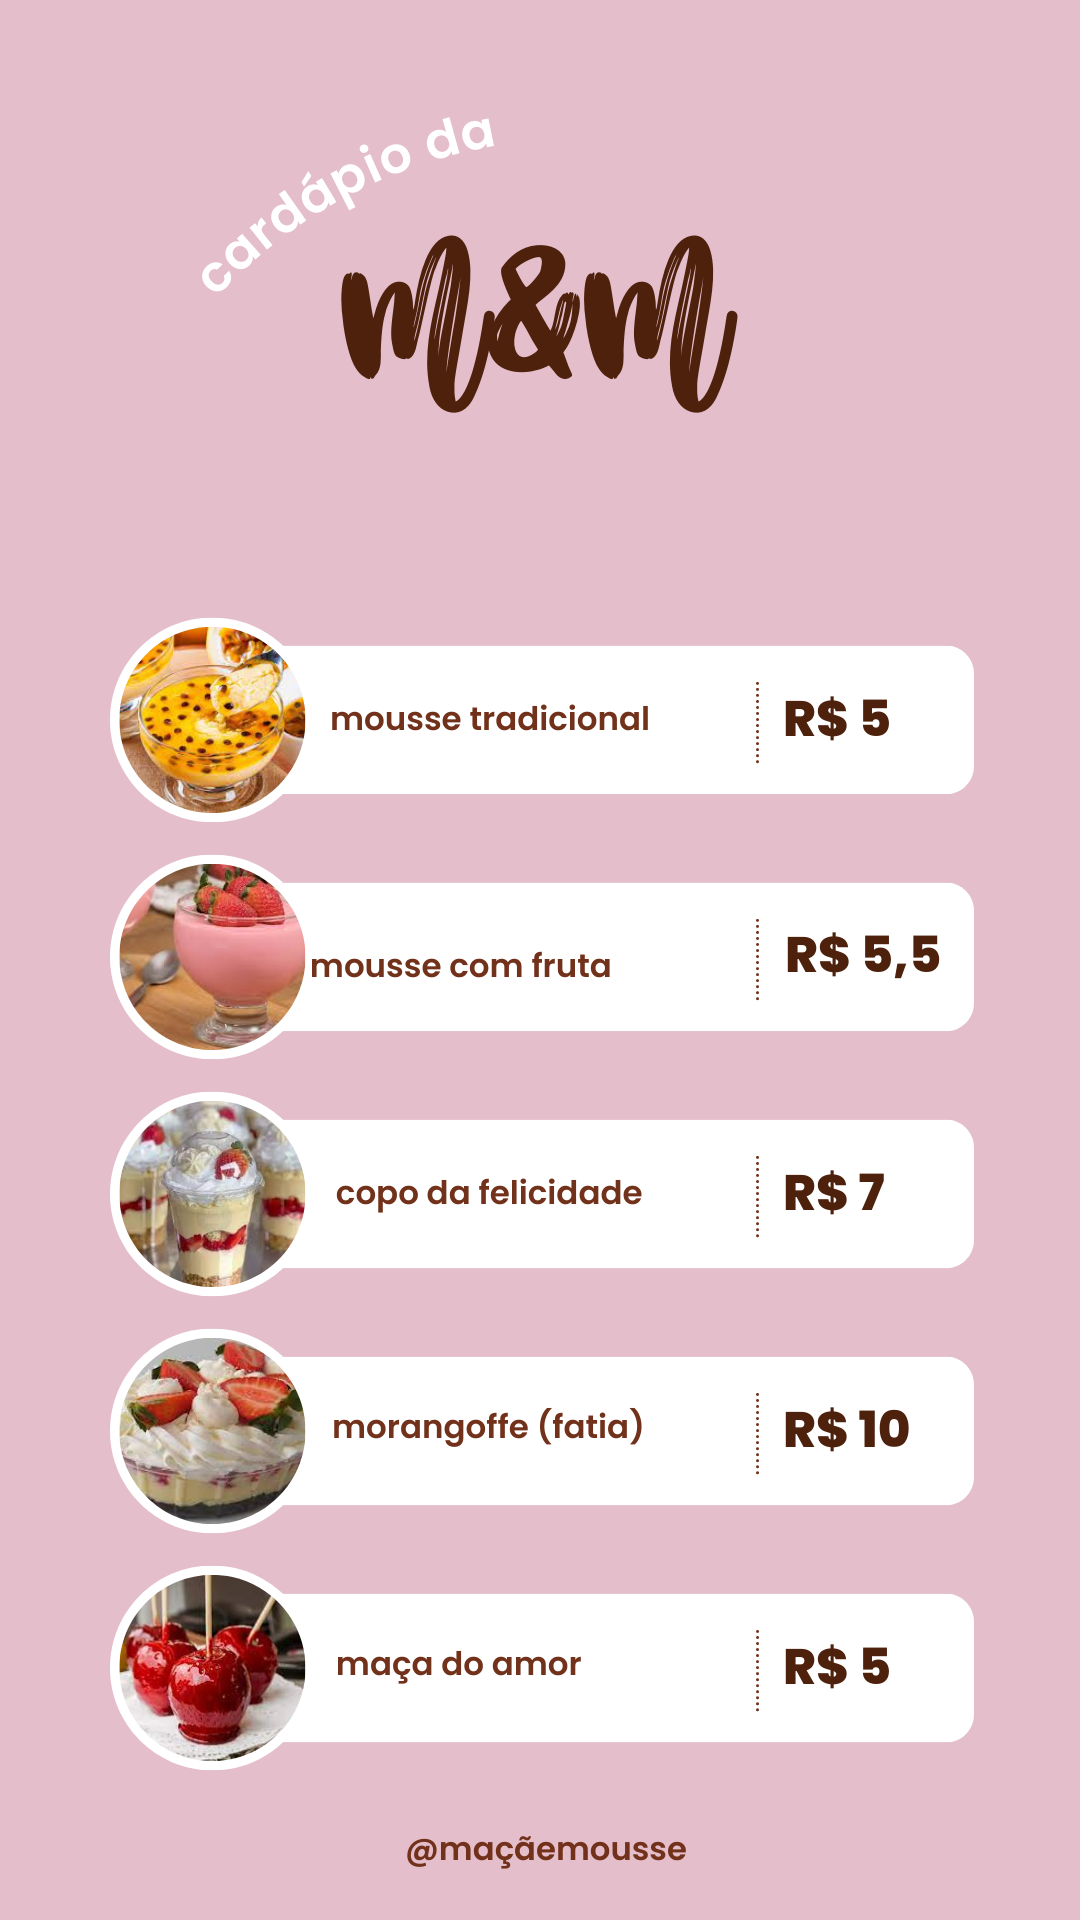 cardápio da
m&m
mousse tradicional
R$ 5
mousse com fruta
R$ 5,5
copo da felicidade
R$ 7
morangoffe (fatia)
R$ 10
maça do amor
R$ 5
@maçãemousse